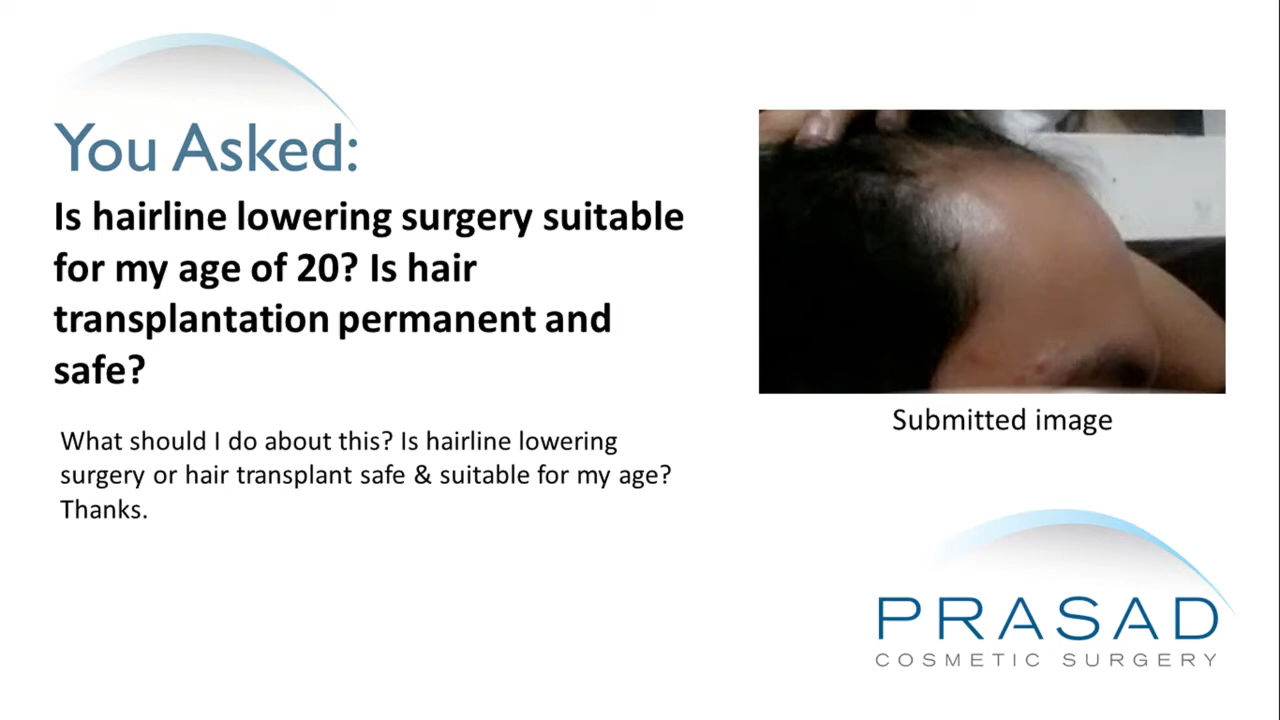 You Asked:
Is hairline lowering surgery suitable
for my age of 20? Is hair
transplantation permanent and
safe?
What should I do about this? Is hairline lowering
surgery or hair transplant safe & suitable for my age?
Thanks.
Submitted image
PRASAD
COSMETIC SURGERY